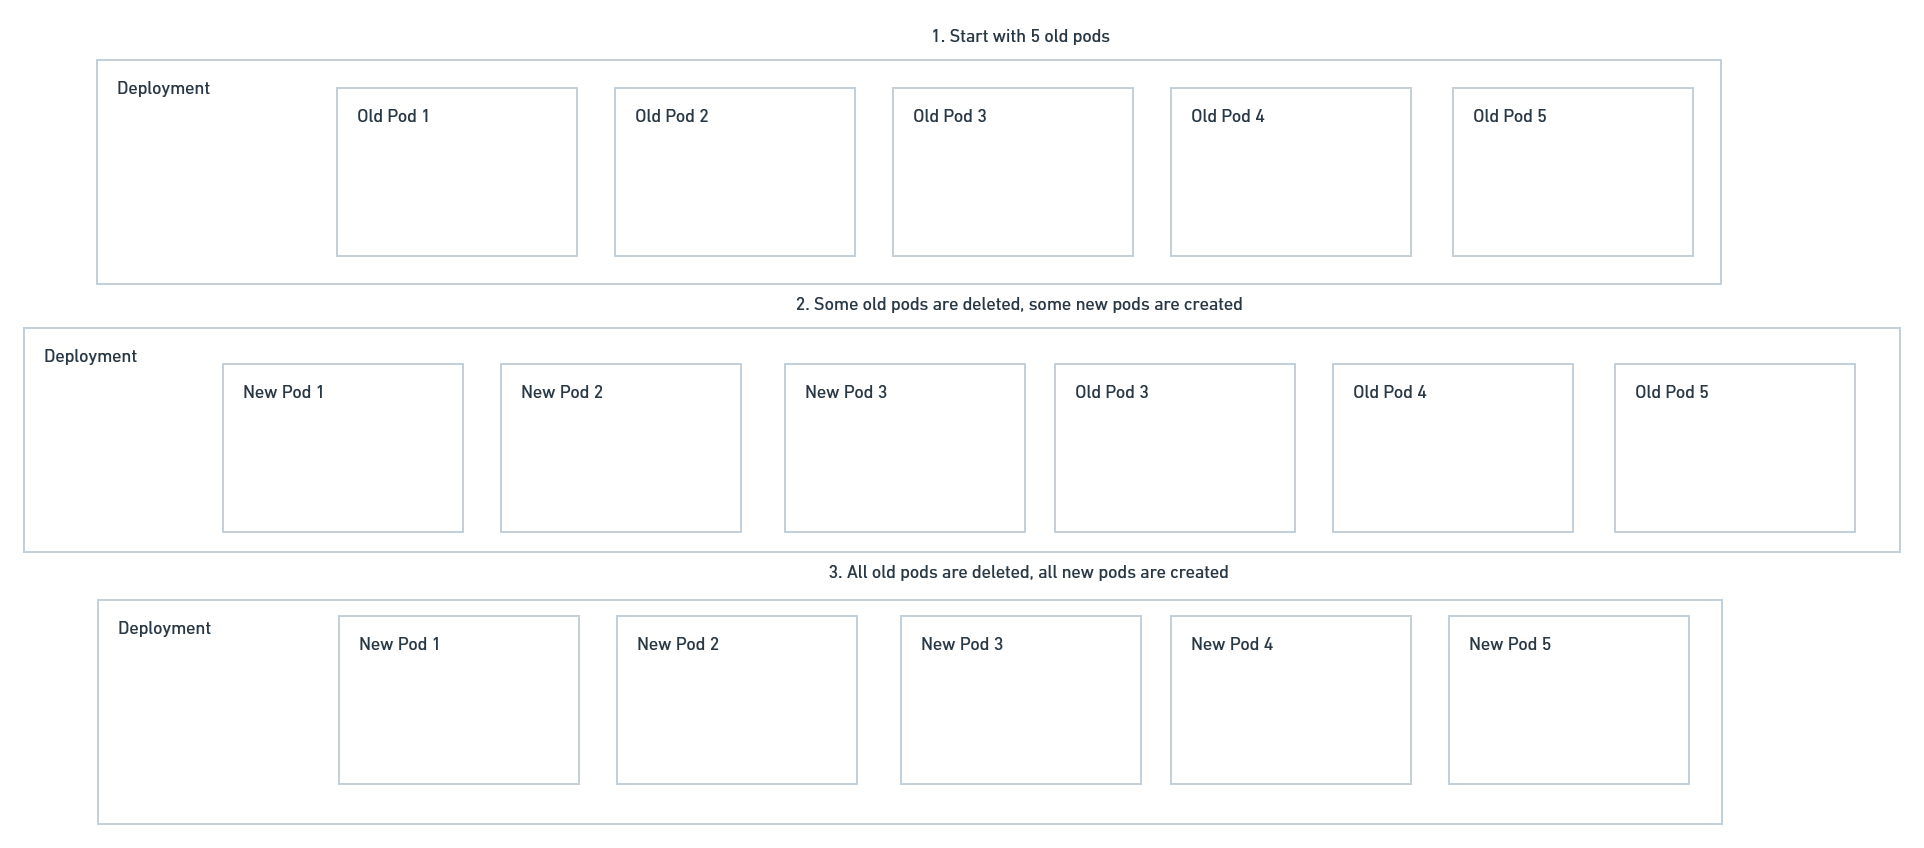 1. Start with 5 old pods
Deployment
Old Pod 1
Old Pod 2
Old Pod 3
Old Pod 4
Old Pod 5
2. Some old pods are deleted, some new pods are created
Deployment
New Pod 1
New Pod 2
New Pod 3
Old Pod 3
Old Pod 4
Old Pod 5
3. All old pods are deleted, all new pods are created
Deployment
New Pod 1
New Pod 2
New Pod 3
New Pod 4
New Pod 5